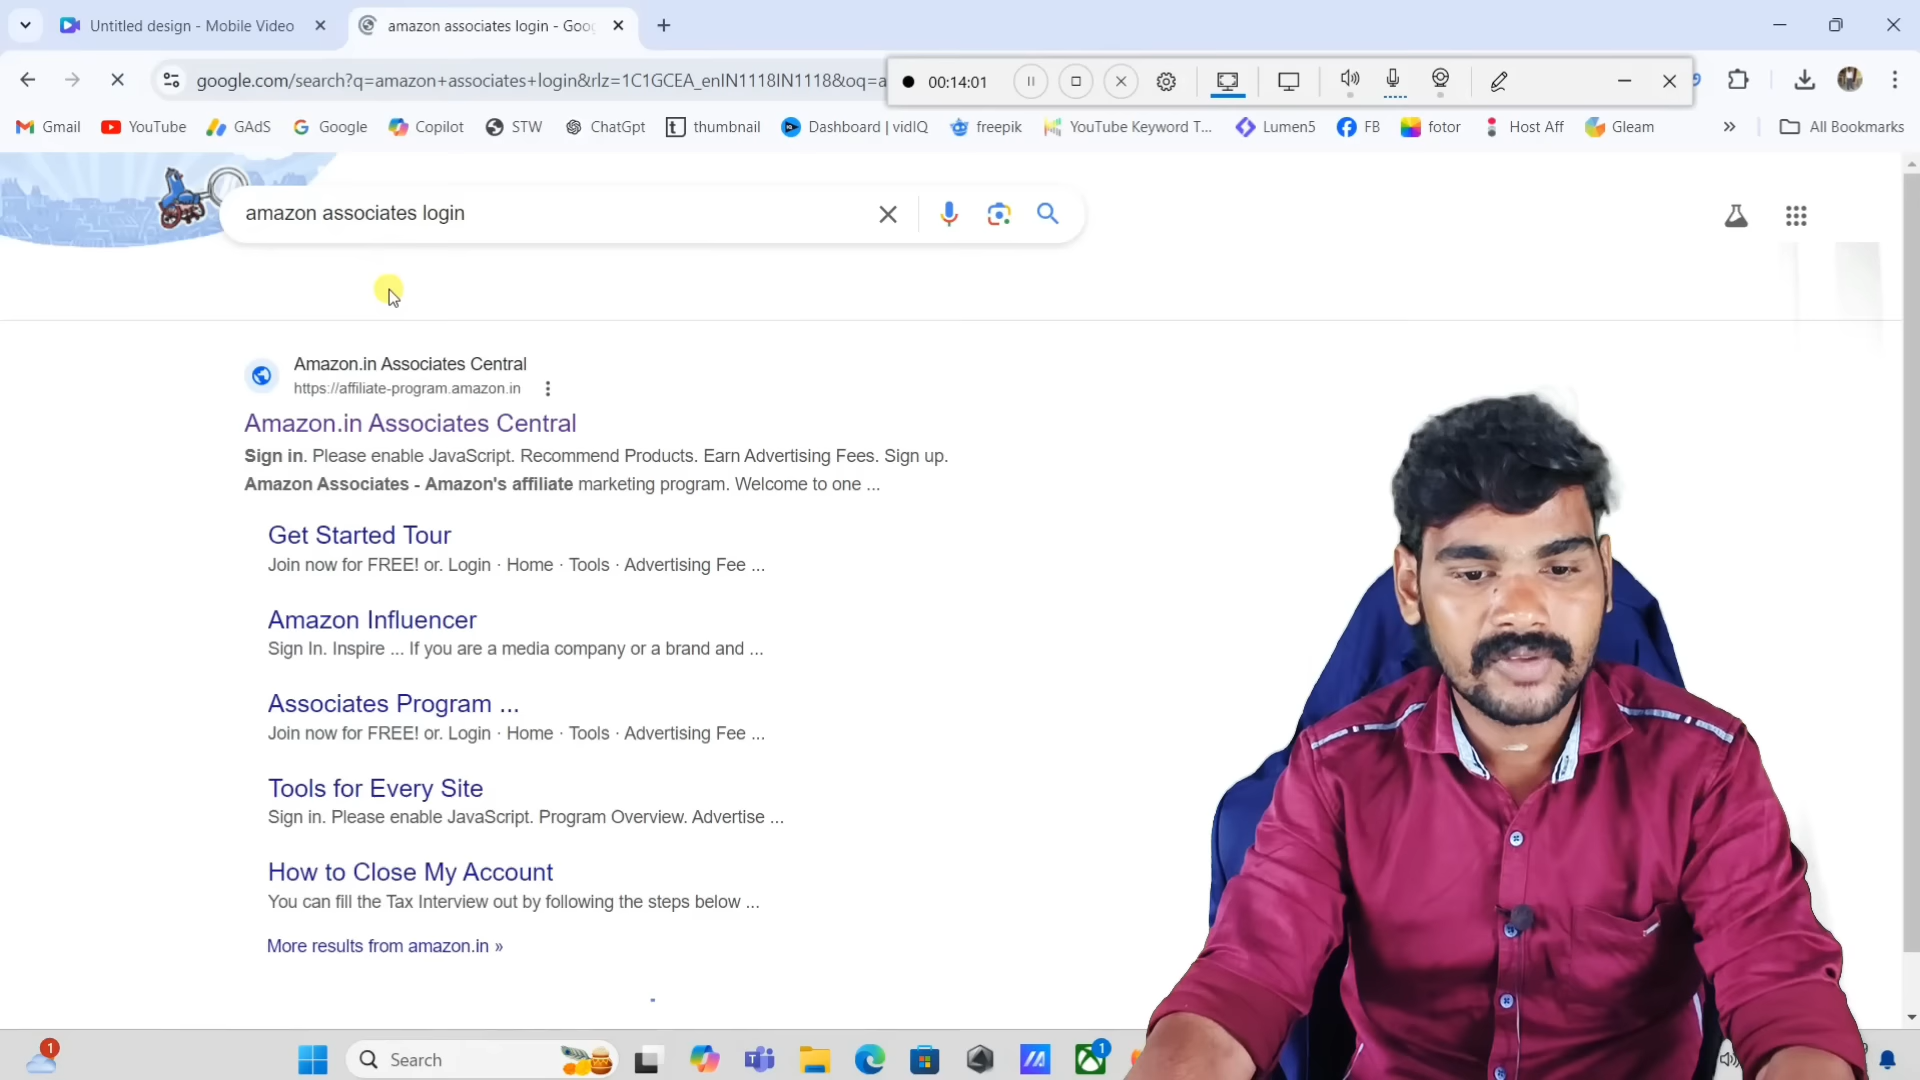 Untitled design - Mobile Video
amazon associates login - Goo
google.com/search?q=amazon+associates+login&rlz=1C1GCEA_enIN1118IN1118&oq=a
00:14:01
Gmail
YouTube
GAdS
Google
Copilot
STW
ChatGpt
thumbnail
Dashboard | vidIQ
freepik
YouTube Keyword T...
Lumen5
FB
fotor
Host Aff
Gleam
»
All Bookmarks
amazon associates login
Amazon.in Associates Central
https://affiliate-program.amazon.in
Amazon.in Associates Central
Sign in. Please enable JavaScript. Recommend Products. Earn Advertising Fees. Sign up.
Amazon Associates - Amazon's affiliate marketing program. Welcome to one ...
Get Started Tour
Join now for FREE! or. Login · Home · Tools · Advertising Fee ...
Amazon Influencer
Sign In. Inspire ... If you are a media company or a brand and ...
Associates Program ...
Join now for FREE! or. Login · Home · Tools · Advertising Fee ...
Tools for Every Site
Sign in. Please enable JavaScript. Program Overview. Advertise ...
How to Close My Account
You can fill the Tax Interview out by following the steps below ...
More results from amazon.in »
1
Search
1